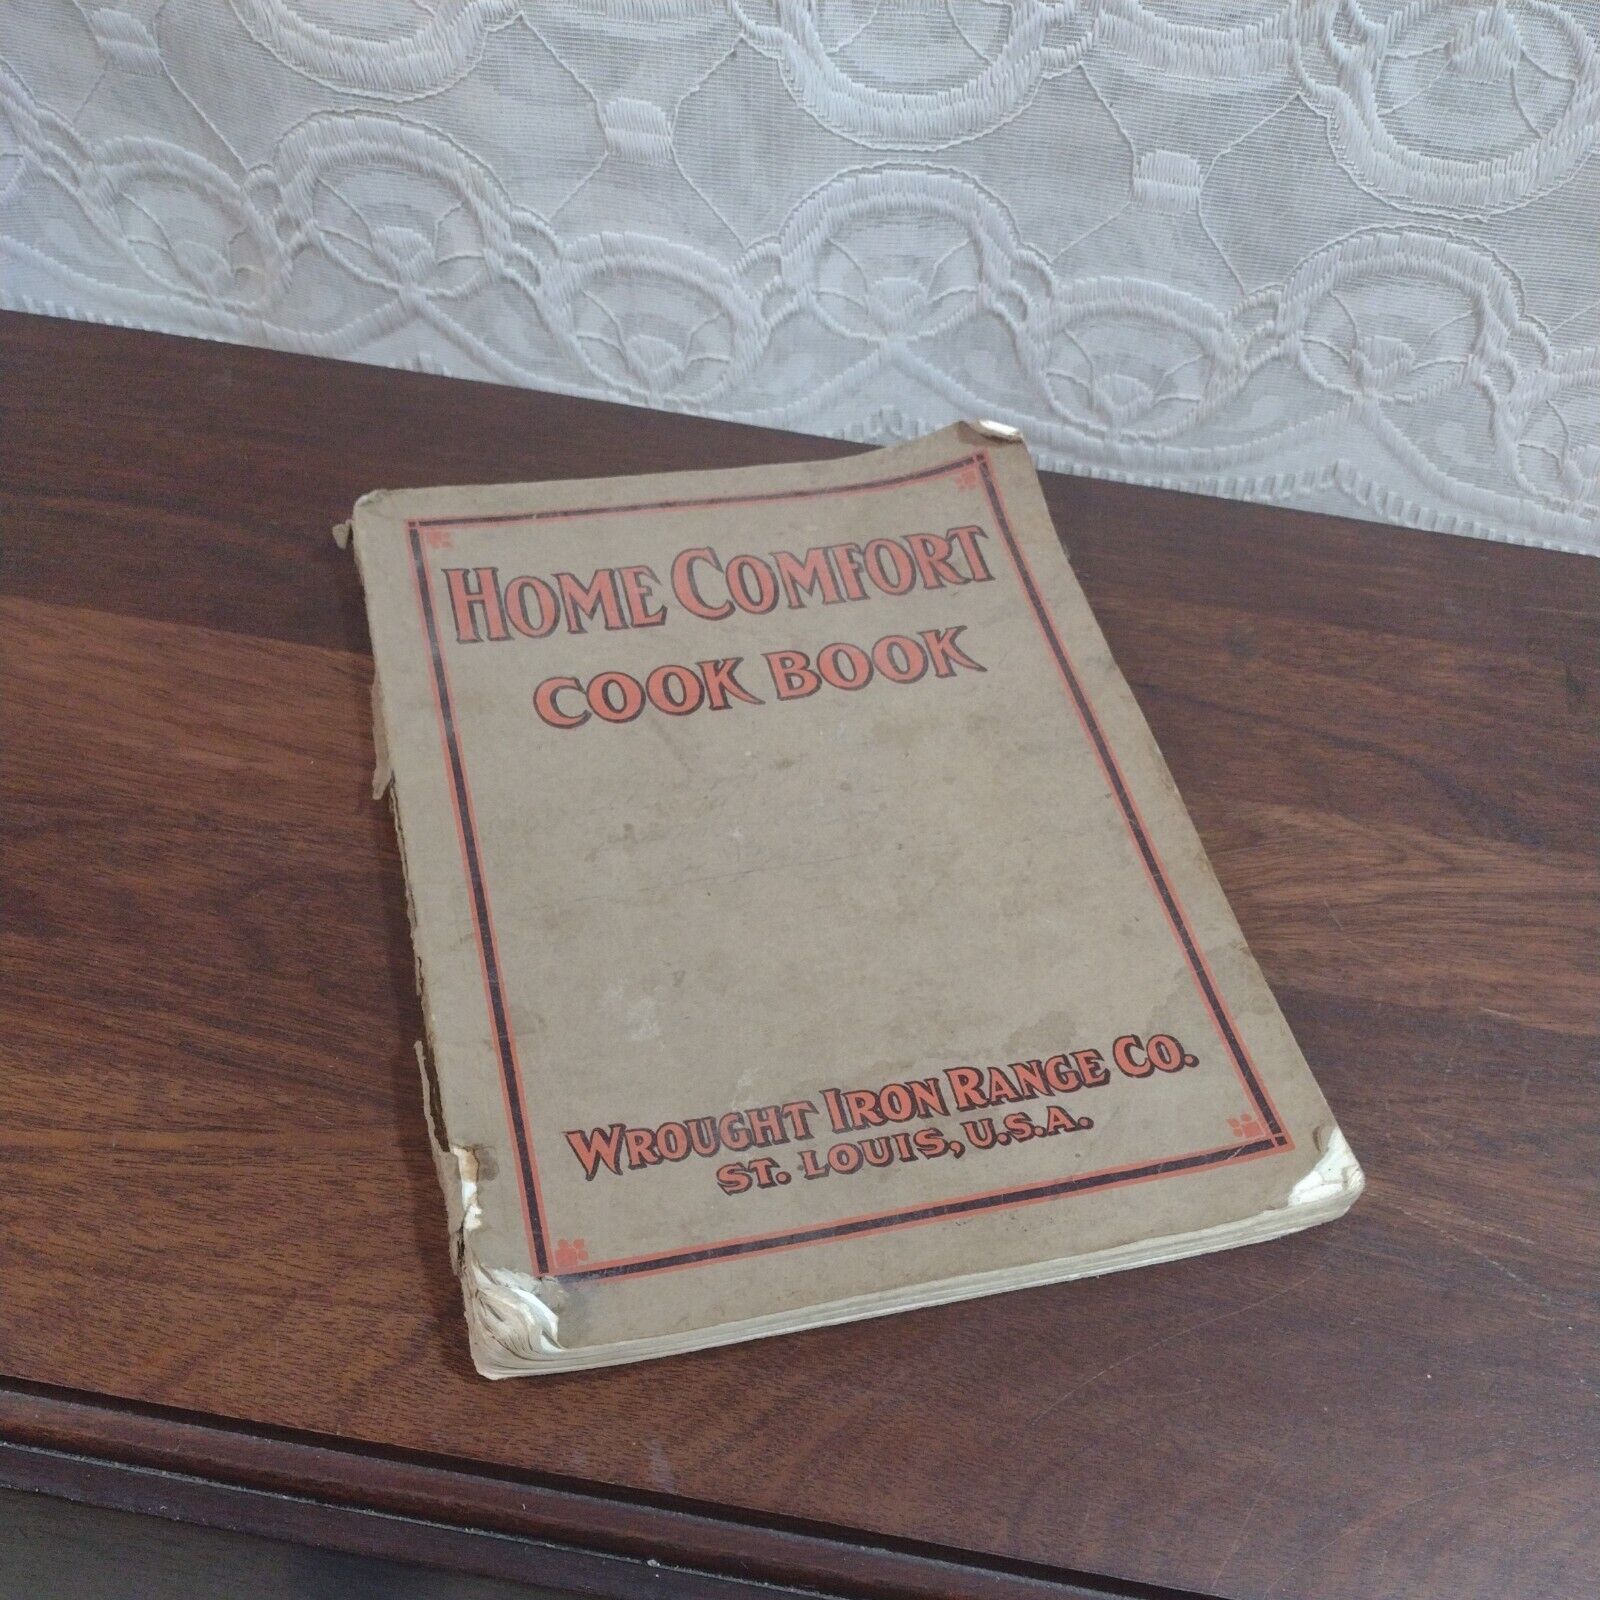 HOME COMFORT
COOK BOOK
WROUGHT IRON RANGE CO.
ST. LOUIS, U.S.A.